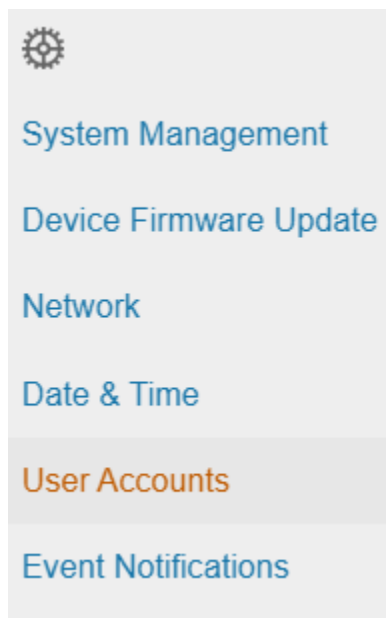 System Management
Device Firmware Update
Network
Date & Time
User Accounts
Event Notifications